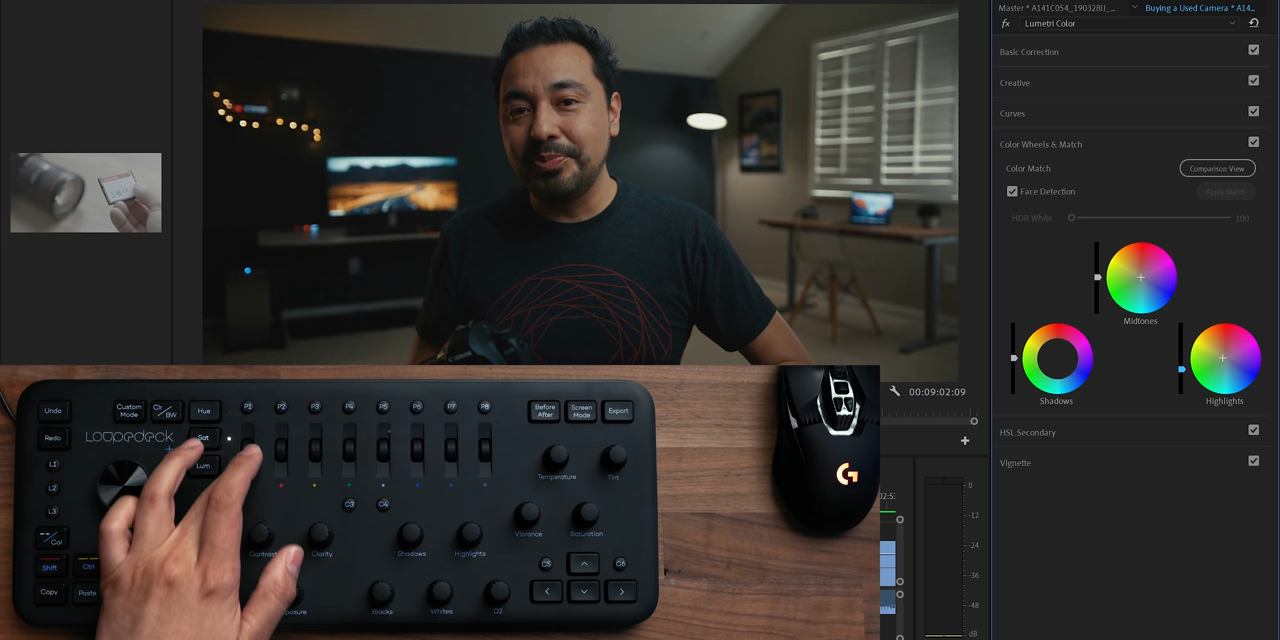 Master * A141C054_190328IJ_...
Buying a Used Camera * A14...
fx
Lumetri Color
Basic Correction
Creative
Curves
Color Wheels & Match
Color Match
Comparison View
Face Detection
Apply Match
HDR White
100
Midtones
Shadows
Highlights
HSL Secondary
Vignette
00:09:02:09
0
-12
-24
-36
-48
dB
Undo
Custom Mode
Clr/BW
Hue
P1
P2
P3
P4
P5
P6
P7
P8
Before After
Screen Mode
Export
Redo
Loupedeck
+
Sat
L1
Lum
L2
L3
C3
C4
Temperature
Tint
Col
Contrast
Clarity
Shadows
Highlights
Vibrance
Saturation
Shift
Ctrl
C5
C6
Copy
Paste
Blacks
Whites
D2
G